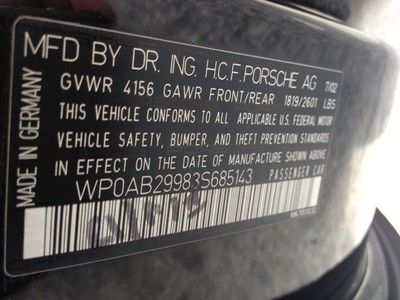 MFD BY DR. ING. H.C.F. PORSCHE AG 7/02
GVWR 4156 GAWR FRONT/REAR 1819/2601 LBS
THIS VEHICLE CONFORMS TO ALL APPLICABLE U.S. FEDERAL MOTOR
VEHICLE SAFETY, BUMPER, AND THEFT PREVENTION STANDARDS
IN EFFECT ON THE DATE OF MANUFACTURE SHOWN ABOVE.
WP0AB29983S685143 PASSENGER CAR
MADE IN GERMANY